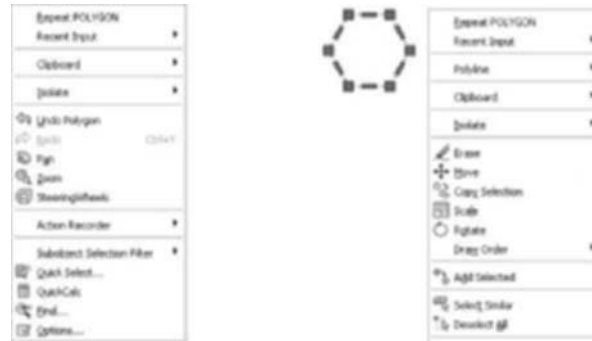 Repeat POLYGON
Recent Input
Clipboard
Isolate
Undo Polygon
Redo Ctrl+Y
Pan
Zoom
SteeringWheels
Action Recorder
Subobject Selection Filter
Quick Select...
QuickCalc
Find...
Options...
Repeat POLYGON
Recent Input
Polyline
Clipboard
Isolate
Erase
Move
Copy Selection
Scale
Rotate
Draw Order
Add Selected
Select Similar
Deselect All